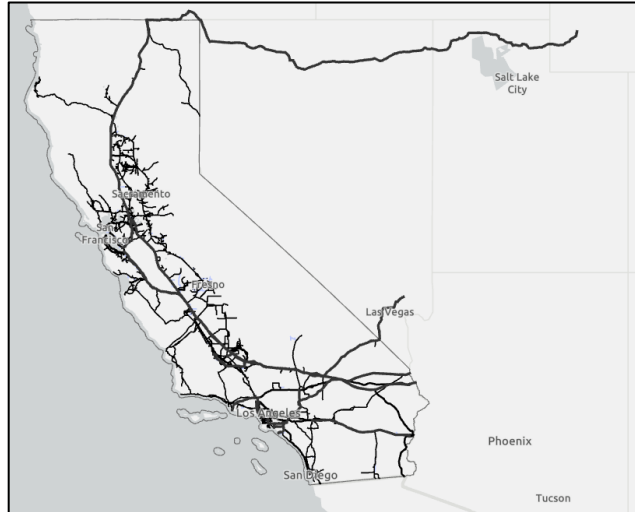 Salt Lake
City
Sacramento
San
Francisco
Fresno
Las Vegas
Los Angeles
Phoenix
San Diego
Tucson